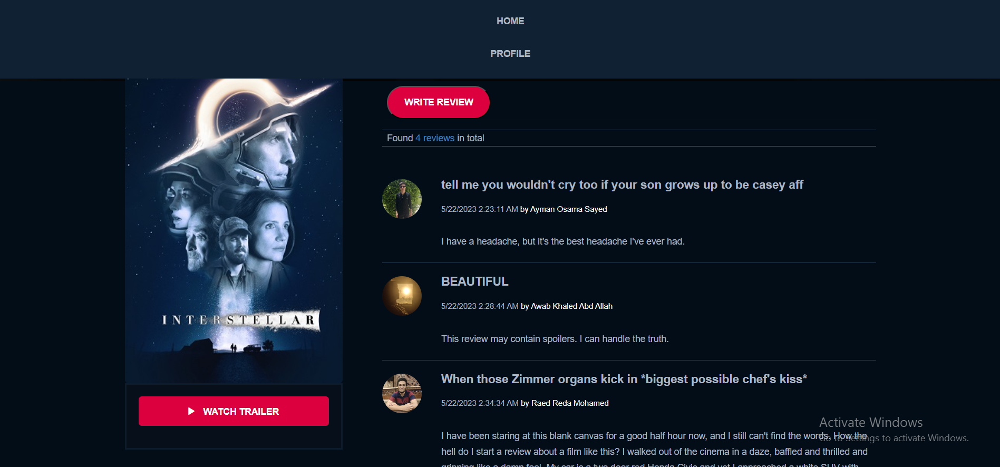 HOME
PROFILE
WRITE REVIEW
Found 4 reviews in total
tell me you wouldn't cry too if your son grows up to be casey aff
5/22/2023 2:23:11 AM by Ayman Osama Sayed
I have a headache, but it's the best headache I've ever had.
BEAUTIFUL
5/22/2023 2:28:44 AM by Awab Khaled Abd Allah
This review may contain spoilers. I can handle the truth.
When those Zimmer organs kick in *biggest possible chef's kiss*
5/22/2023 2:34:34 AM by Raed Reda Mohamed
I have been staring at this blank canvas for a good half hour now, and I still can't find the words. How the
hell do I start a review about a film like this? I walked out of the cinema in a daze, baffled and thrilled and
grinning like a damn fool. My car is a two door red Honda Civic and yet I approached a white SUV with
INTERSTELLAR
WATCH TRAILER
Activate Windows
Go to Settings to activate Windows.